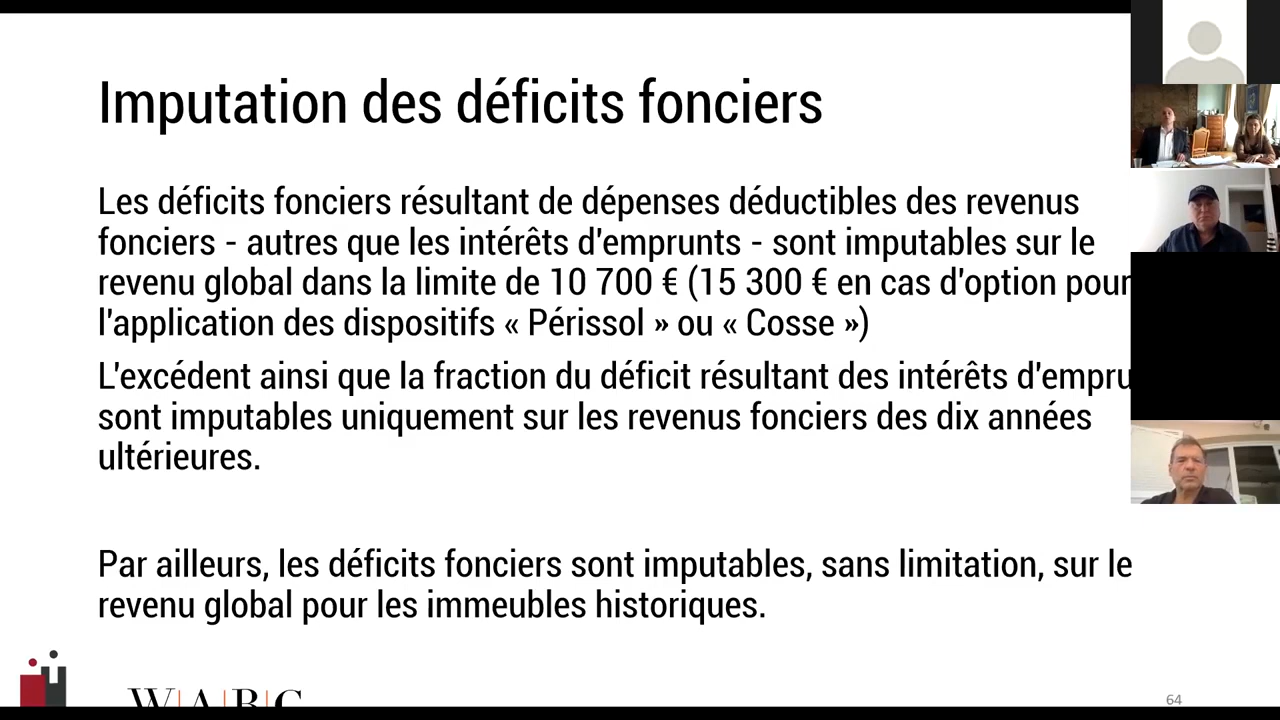 Imputation des déficits fonciers
Les déficits fonciers résultant de dépenses déductibles des revenus
fonciers - autres que les intérêts d'emprunts - sont imputables sur le
revenu global dans la limite de 10 700 € (15 300 € en cas d'option pour
l'application des dispositifs « Périssol » ou « Cosse »)
L'excédent ainsi que la fraction du déficit résultant des intérêts d'empru
sont imputables uniquement sur les revenus fonciers des dix années
ultérieures.
Par ailleurs, les déficits fonciers sont imputables, sans limitation, sur le
revenu global pour les immeubles historiques.
W|A|B|C
64